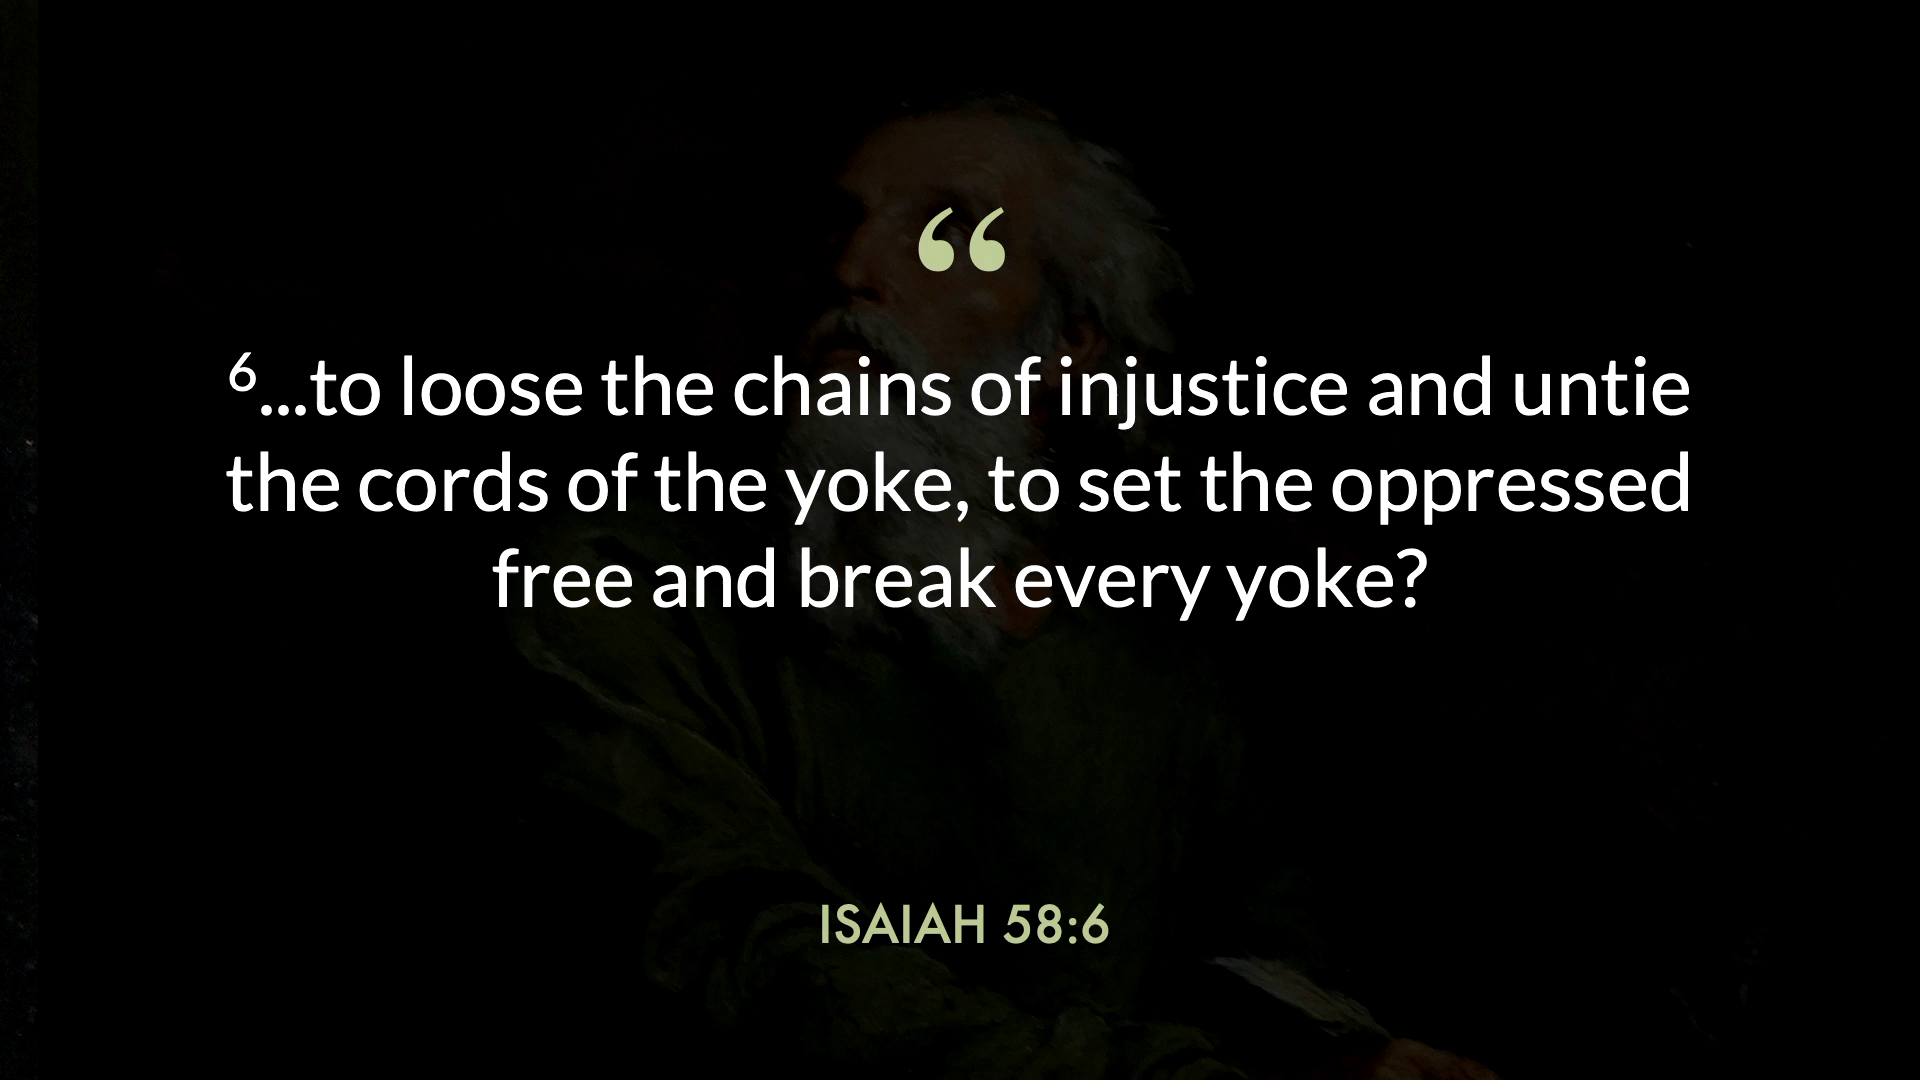 “
⁶...to loose the chains of injustice and untie
the cords of the yoke, to set the oppressed
free and break every yoke?
ISAIAH 58:6